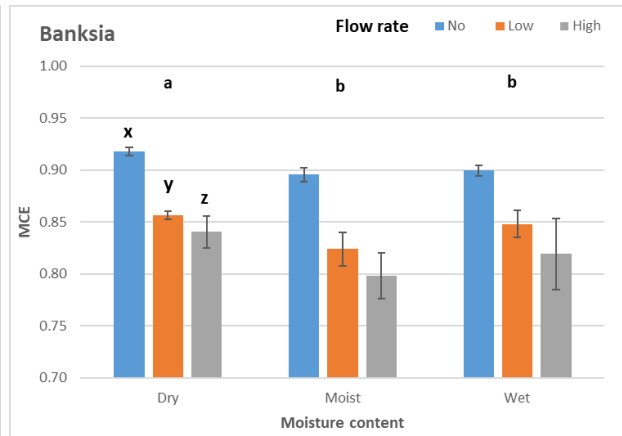 Banksia
Flow rate No Low High
1.00
0.95
0.90
0.85
0.80
0.75
0.70
MCE
a b b
x
y
z
Dry Moist Wet
Moisture content